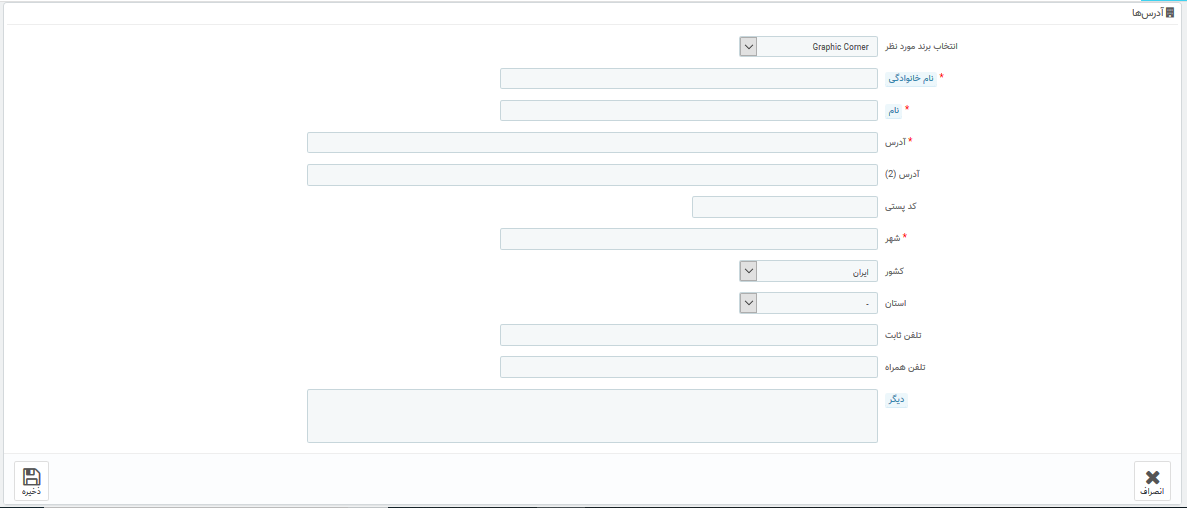 آدرس‌ها
انتخاب برند مورد نظر Graphic Corner
* نام خانوادگی
* نام
* آدرس
آدرس (2)
کد پستی
* شهر
کشور ایران
استان -
تلفن ثابت
تلفن همراه
دیگر
انصراف ذخیره